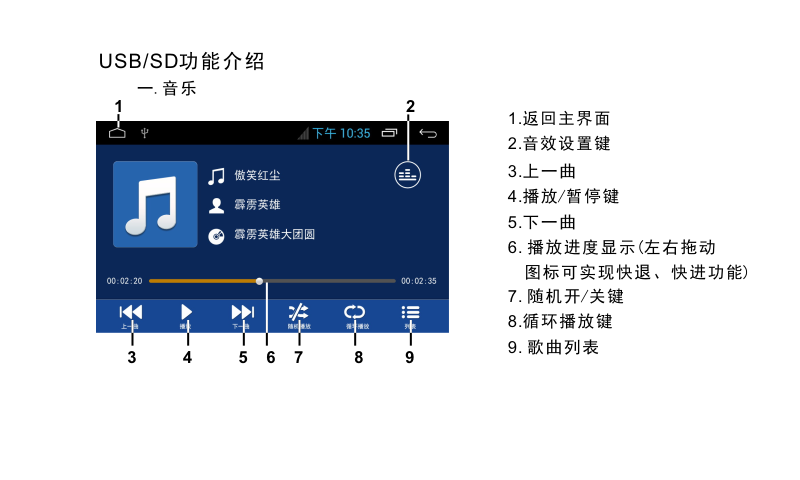 USB/SD功能介绍
一. 音乐
1
2
下午 10:35
傲笑红尘
霹雳英雄
霹雳英雄大团圆
00:02:20
00:02:35
上一曲
播放
下一曲
随机播放
循环播放
列表
3
4
5
6
7
8
9
1.返回主界面
2.音效设置键
3.上一曲
4.播放/暂停键
5.下一曲
6. 播放进度显示(左右拖动
图标可实现快退、快进功能)
7. 随机开/关键
8.循环播放键
9. 歌曲列表